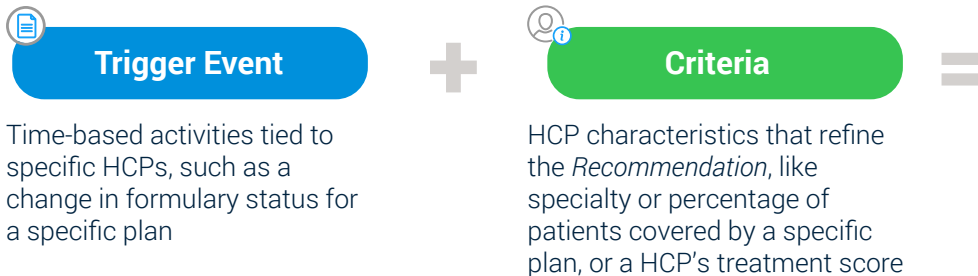 Trigger Event
Time-based activities tied to
specific HCPs, such as a
change in formulary status for
a specific plan
+
i
Criteria
=
HCP characteristics that refine
the Recommendation, like
specialty or percentage of
patients covered by a specific
plan, or a HCP's treatment score